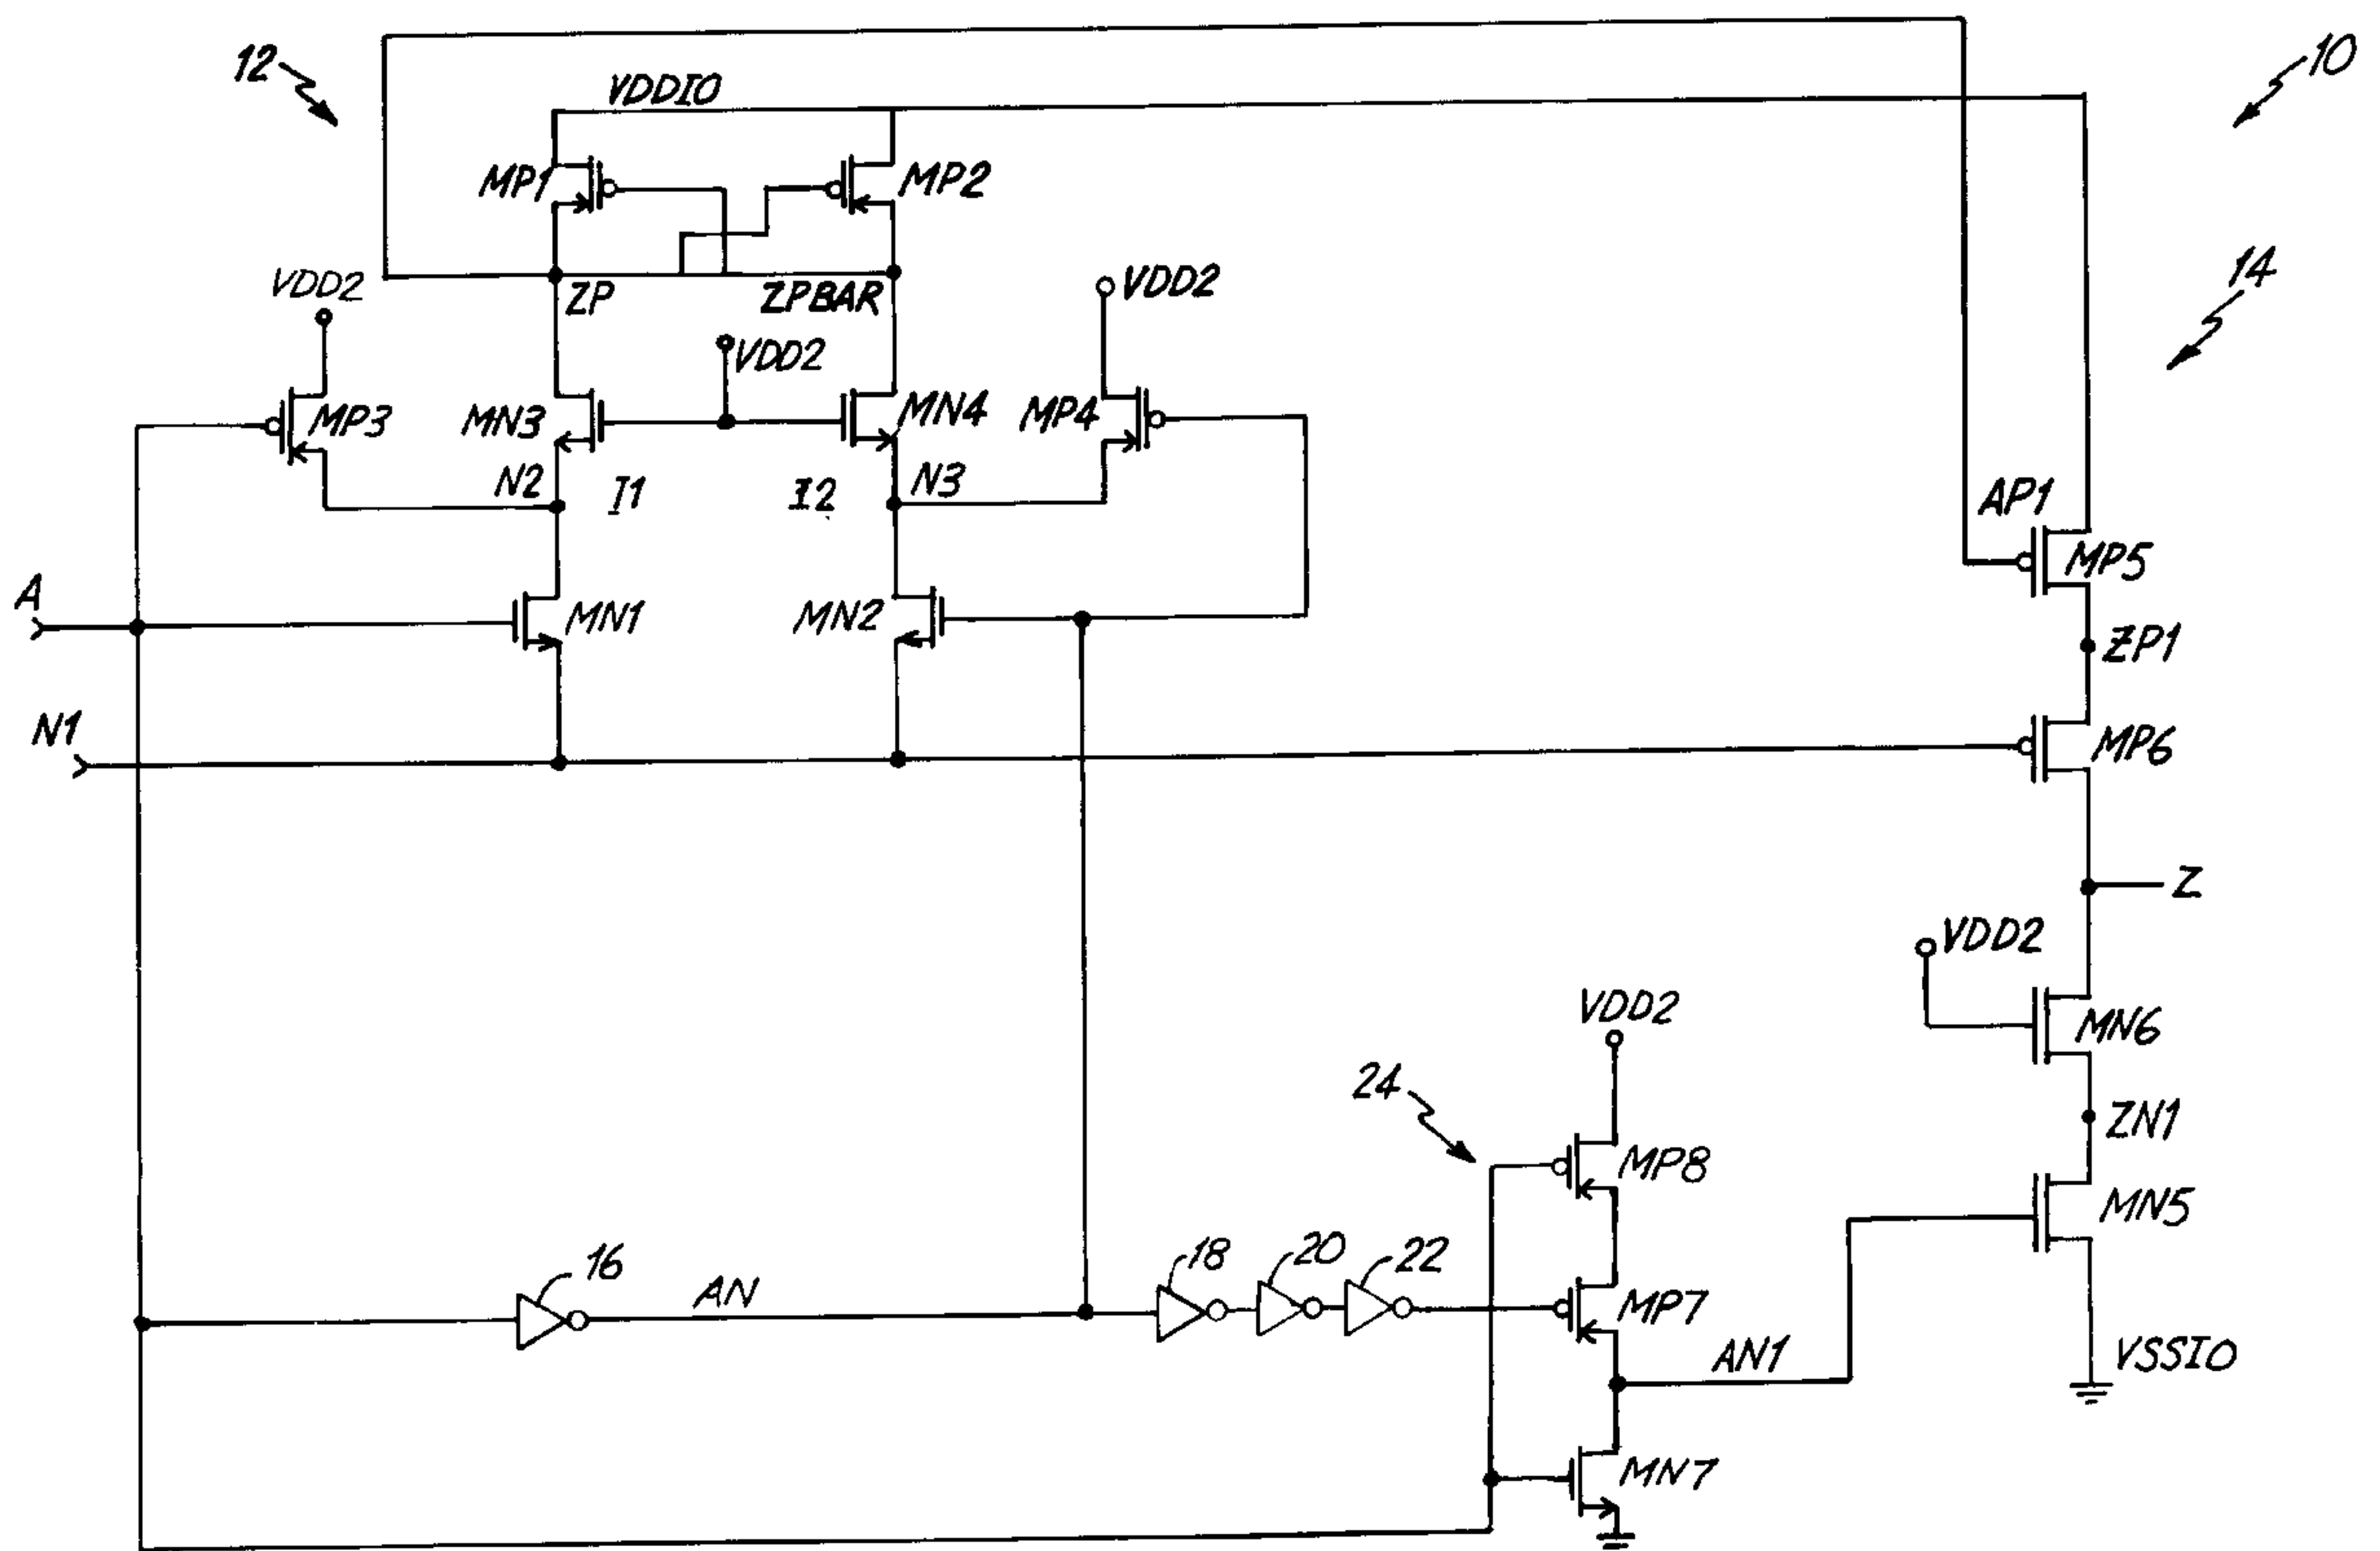 12
10
VDDIO
MP1
MP2
14
VDD2
ZP
ZPBAR
VDD2
VDD2
MP3
MN3
MN4
MP4
N2
I1
I2
N3
AP1
MP5
A
MN1
MN2
ZP1
N1
MP6
Z
VDD2
VDD2
MN6
24
ZN1
MP8
MN5
16
AN
18
20
22
MP7
AN1
VSSIO
MN7